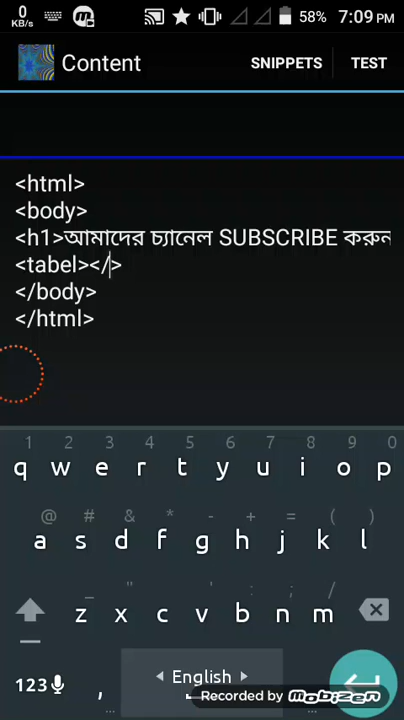 0
KB/s
58% 7:09 PM
Content SNIPPETS TEST
<html>
<body>
<h1>আমাদের চ্যানেল SUBSCRIBE করুন
<tabel></>
</body>
</html>
1 2 3 4 5 6 7 8 9 0
q w e r t y u i o p
@ # & * - + = ( )
a s d f g h j k l
_ " ' : ; /
z x c v b n m
123 , English
Recorded by mobizen